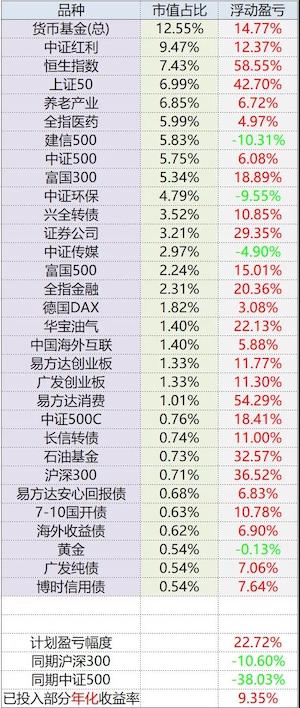 品种 市值占比 浮动盈亏
货币基金(总) 12.55% 14.77%
中证红利 9.47% 12.37%
恒生指数 7.43% 58.55%
上证50 6.99% 42.70%
养老产业 6.85% 6.72%
全指医药 5.99% 4.97%
建信500 5.83% -10.31%
中证500 5.75% 6.08%
富国300 5.34% 18.89%
中证环保 4.79% -9.55%
兴全转债 3.52% 10.85%
证券公司 3.21% 29.35%
中证传媒 2.97% -4.90%
富国500 2.24% 15.01%
全指金融 2.31% 20.36%
德国DAX 1.82% 3.08%
华宝油气 1.40% 22.13%
中国海外互联 1.40% 5.88%
易方达创业板 1.33% 11.77%
广发创业板 1.33% 11.30%
易方达消费 1.01% 54.29%
中证500C 0.76% 18.41%
长信转债 0.74% 11.00%
石油基金 0.73% 32.57%
沪深300 0.71% 36.52%
易方达安心回报债 0.68% 6.83%
7-10国开债 0.63% 10.78%
海外收益债 0.62% 6.90%
黄金 0.54% -0.13%
广发纯债 0.54% 7.06%
博时信用债 0.54% 7.64%
计划盈亏幅度 22.72%
同期沪深300 -10.60%
同期中证500 -38.03%
已投入部分年化收益率 9.35%